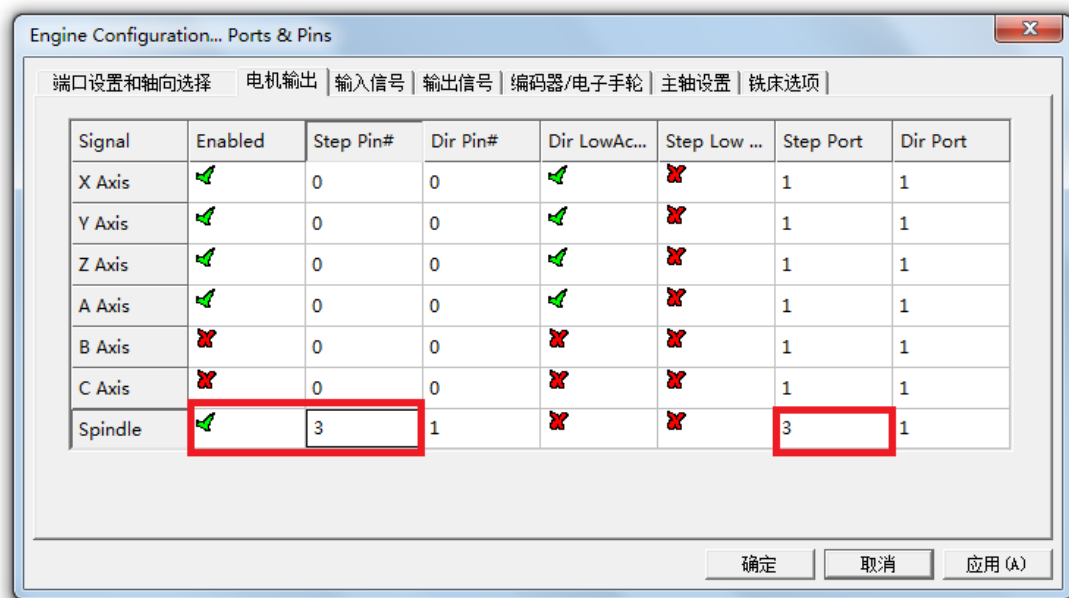 Engine Configuration... Ports & Pins
端口设置和轴向选择 电机输出 输入信号 输出信号 编码器/电子手轮 主轴设置 铣床选项
Signal Enabled Step Pin# Dir Pin# Dir LowAc... Step Low ... Step Port Dir Port
X Axis 0 0 1 1
Y Axis 0 0 1 1
Z Axis 0 0 1 1
A Axis 0 0 1 1
B Axis 0 0 1 1
C Axis 0 0 1 1
Spindle 3 1 3 1
确定 取消 应用(A)